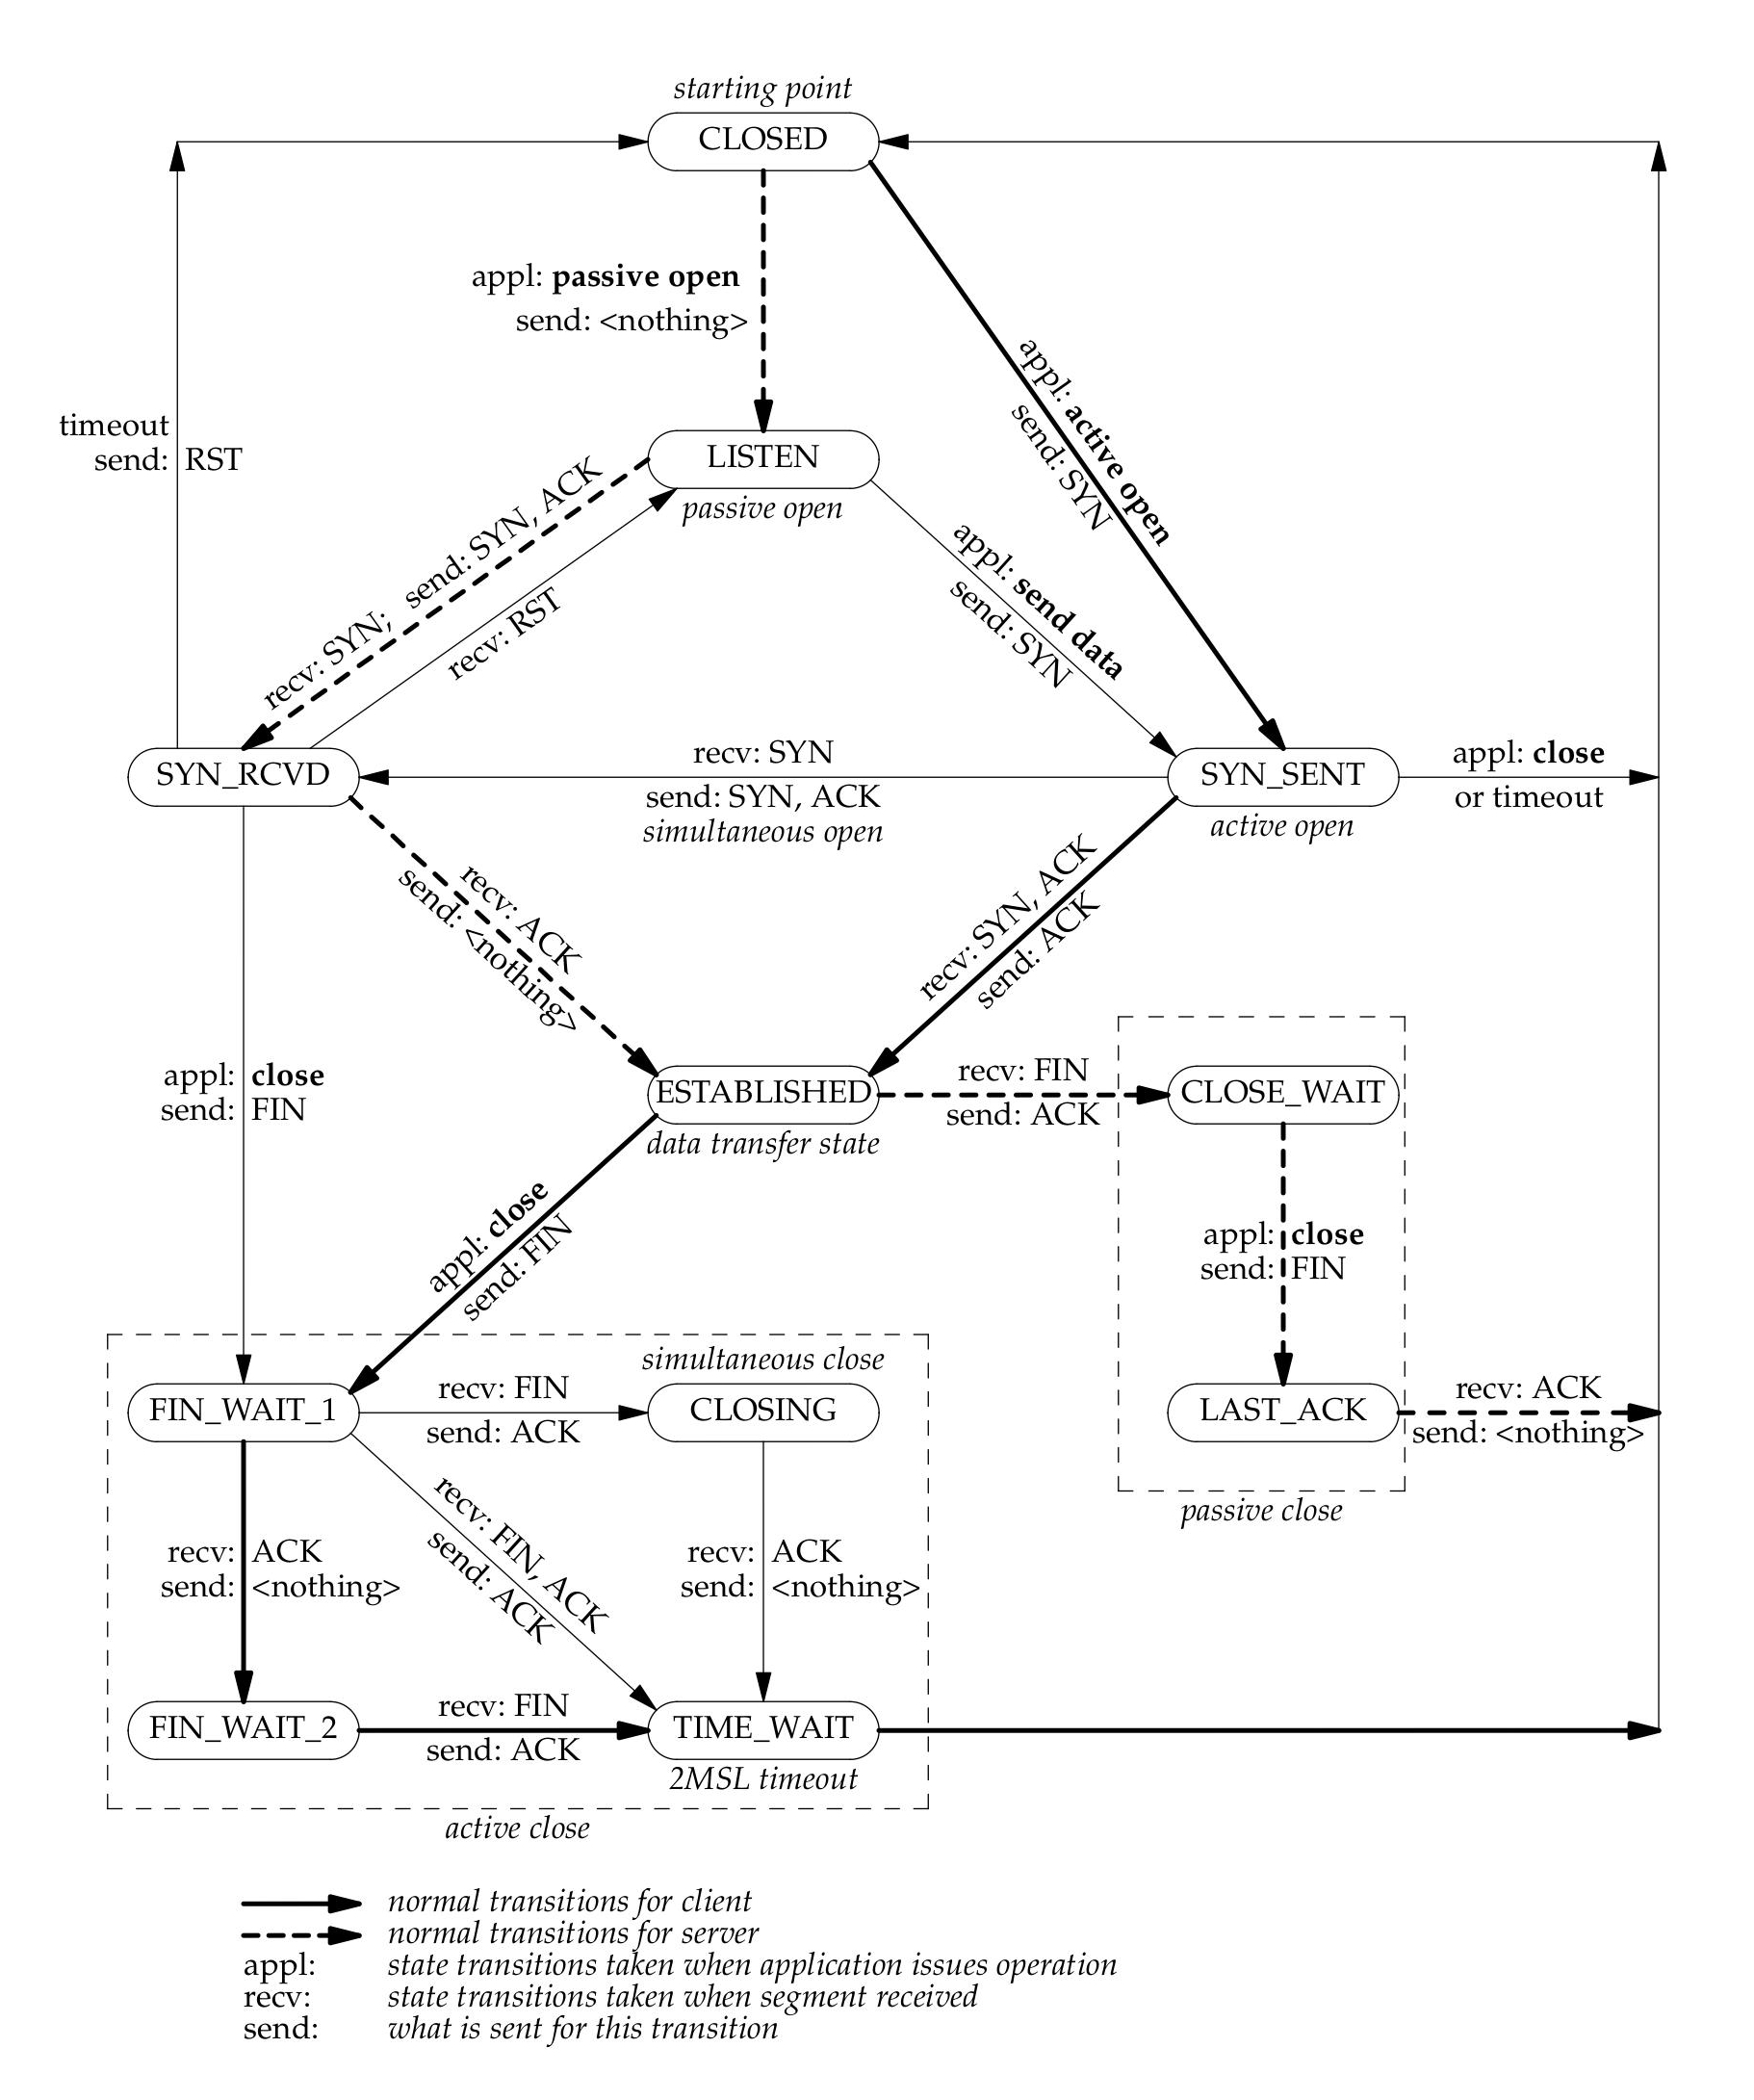 starting point
CLOSED
appl: passive open
send: <nothing>
appl: active open
send: SYN
timeout
send: RST
LISTEN
passive open
recv: SYN; send: SYN, ACK
recv: RST
appl: send data
send: SYN
SYN_RCVD
recv: SYN
send: SYN, ACK
simultaneous open
SYN_SENT
active open
appl: close
or timeout
recv: ACK
send: <nothing>
recv: SYN, ACK
send: ACK
appl: close
send: FIN
ESTABLISHED
data transfer state
recv: FIN
send: ACK
CLOSE_WAIT
appl: close
send: FIN
appl: close
send: FIN
simultaneous close
FIN_WAIT_1
recv: FIN
send: ACK
CLOSING
LAST_ACK
recv: ACK
send: <nothing>
passive close
recv: ACK
send: <nothing>
recv: FIN, ACK
send: ACK
recv: ACK
send: <nothing>
FIN_WAIT_2
recv: FIN
send: ACK
TIME_WAIT
2MSL timeout
active close
normal transitions for client
normal transitions for server
appl: state transitions taken when application issues operation
recv: state transitions taken when segment received
send: what is sent for this transition